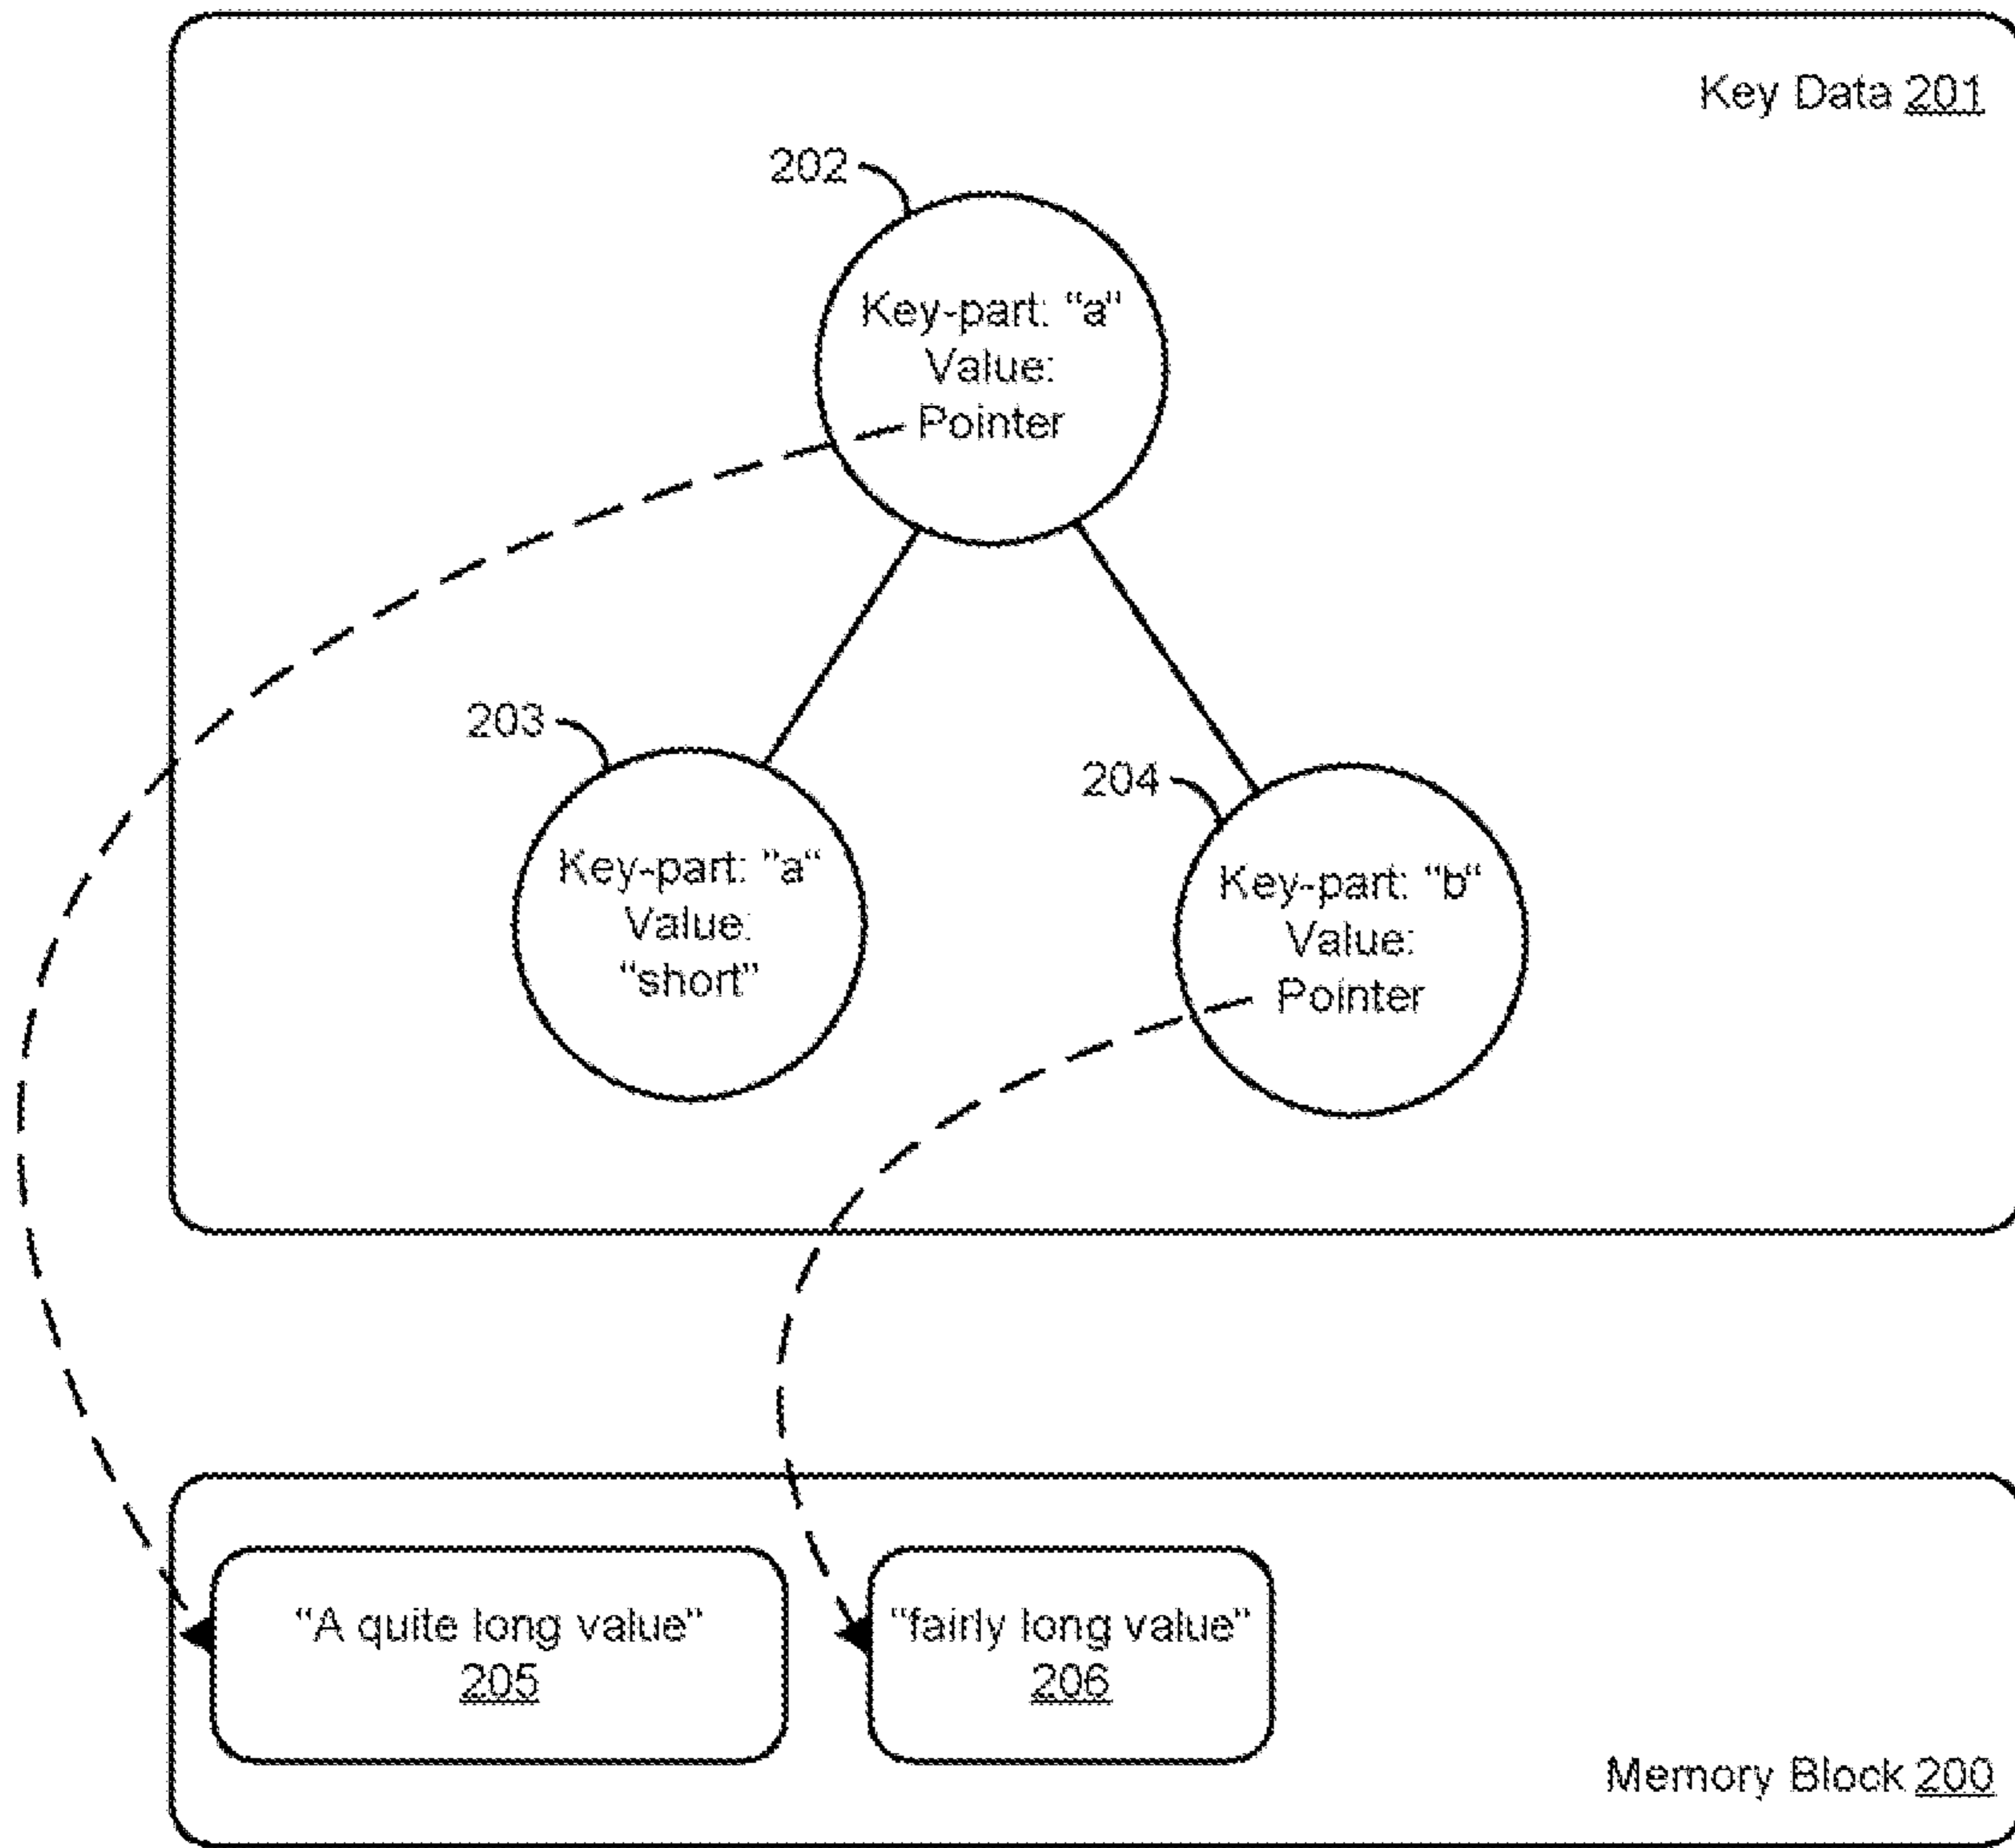 Key Data 201
202
Key-part: “a“
Value:
Pointer
203
Key-part: ”a“
Value:
“short”
204
Key-part: “b“
Value:
Pointer
“A quite long value”
205
“fairly long value”
206
Memory Block 200